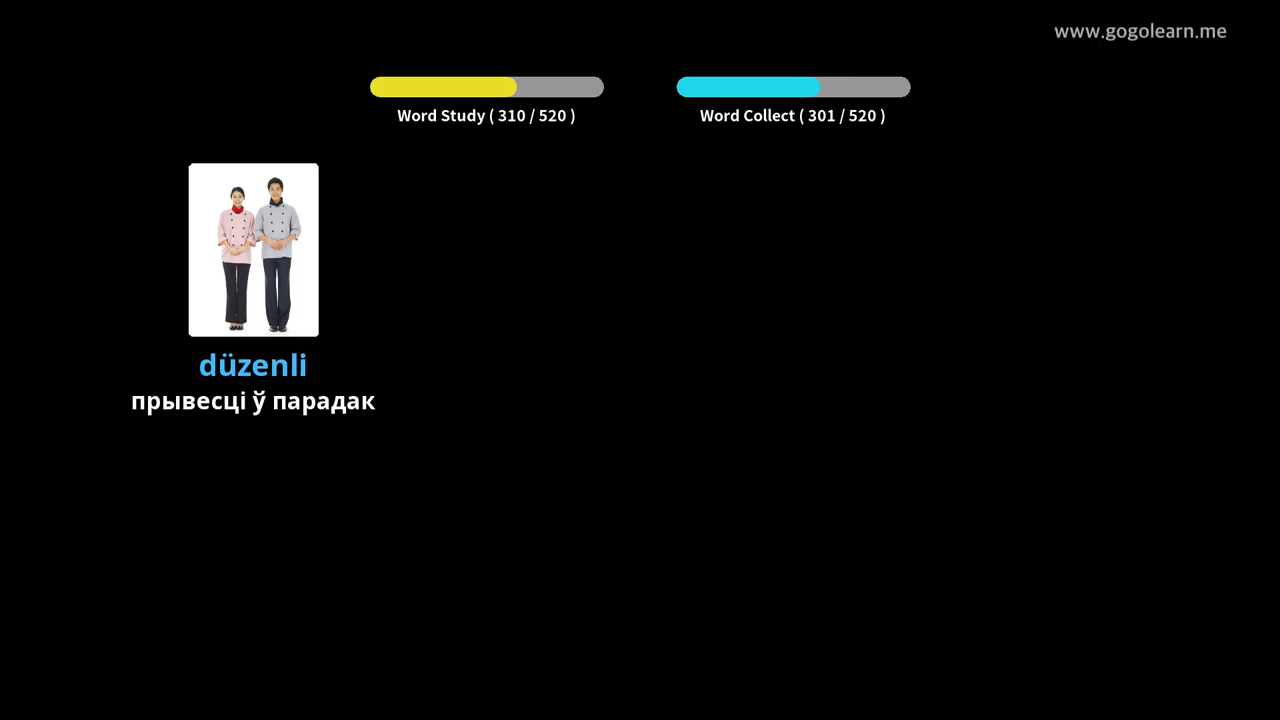 www.gogolearn.me
Word Study ( 310 / 520 )
Word Collect ( 301 / 520 )
düzenli
прывесці ў парадак